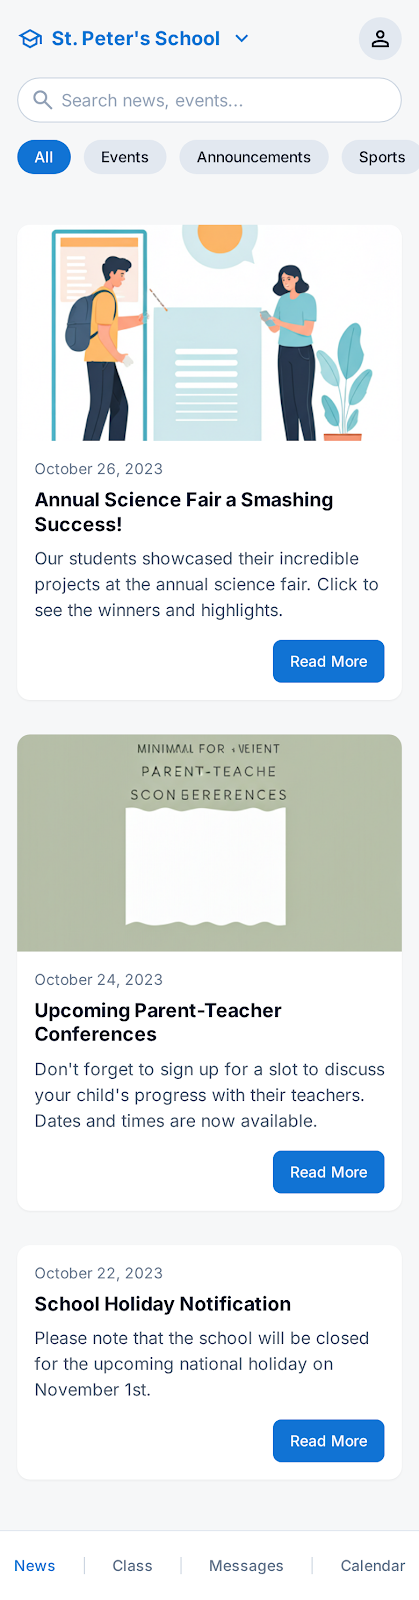 St. Peter's School
Search news, events...
All
Events
Announcements
Sports
October 26, 2023
Annual Science Fair a Smashing
Success!
Our students showcased their incredible
projects at the annual science fair. Click to
see the winners and highlights.
Read More
FOR
PARENT-TEACHE
October 24, 2023
Upcoming Parent-Teacher
Conferences
Don't forget to sign up for a slot to discuss
your child's progress with their teachers.
Dates and times are now available.
Read More
October 22, 2023
School Holiday Notification
Please note that the school will be closed
for the upcoming national holiday on
November 1st.
Read More
News
Class
Messages
Calendar